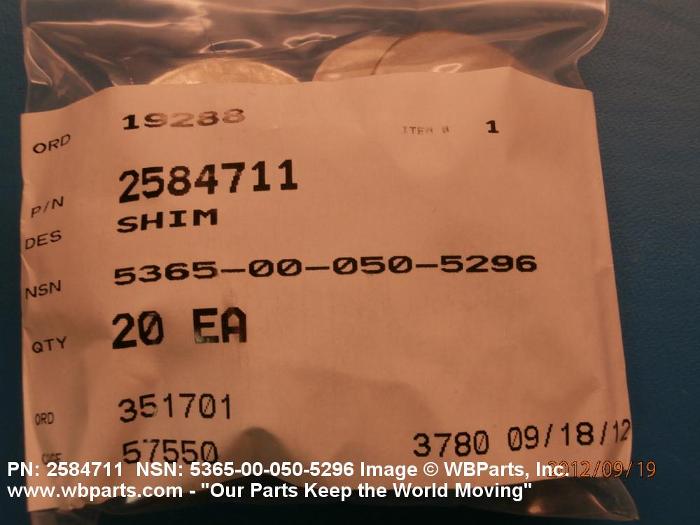 ORD 19288 ITEM # 1
P/N 2584711
DES SHIM
NSN 5365-00-050-5296
QTY 20 EA
ORD 351701
CAGE 57550 3780 09/18/12
PN: 2584711 NSN: 5365-00-050-5296 Image © WBParts, Inc. 2012/09/19
www.wbparts.com - "Our Parts Keep the World Moving"